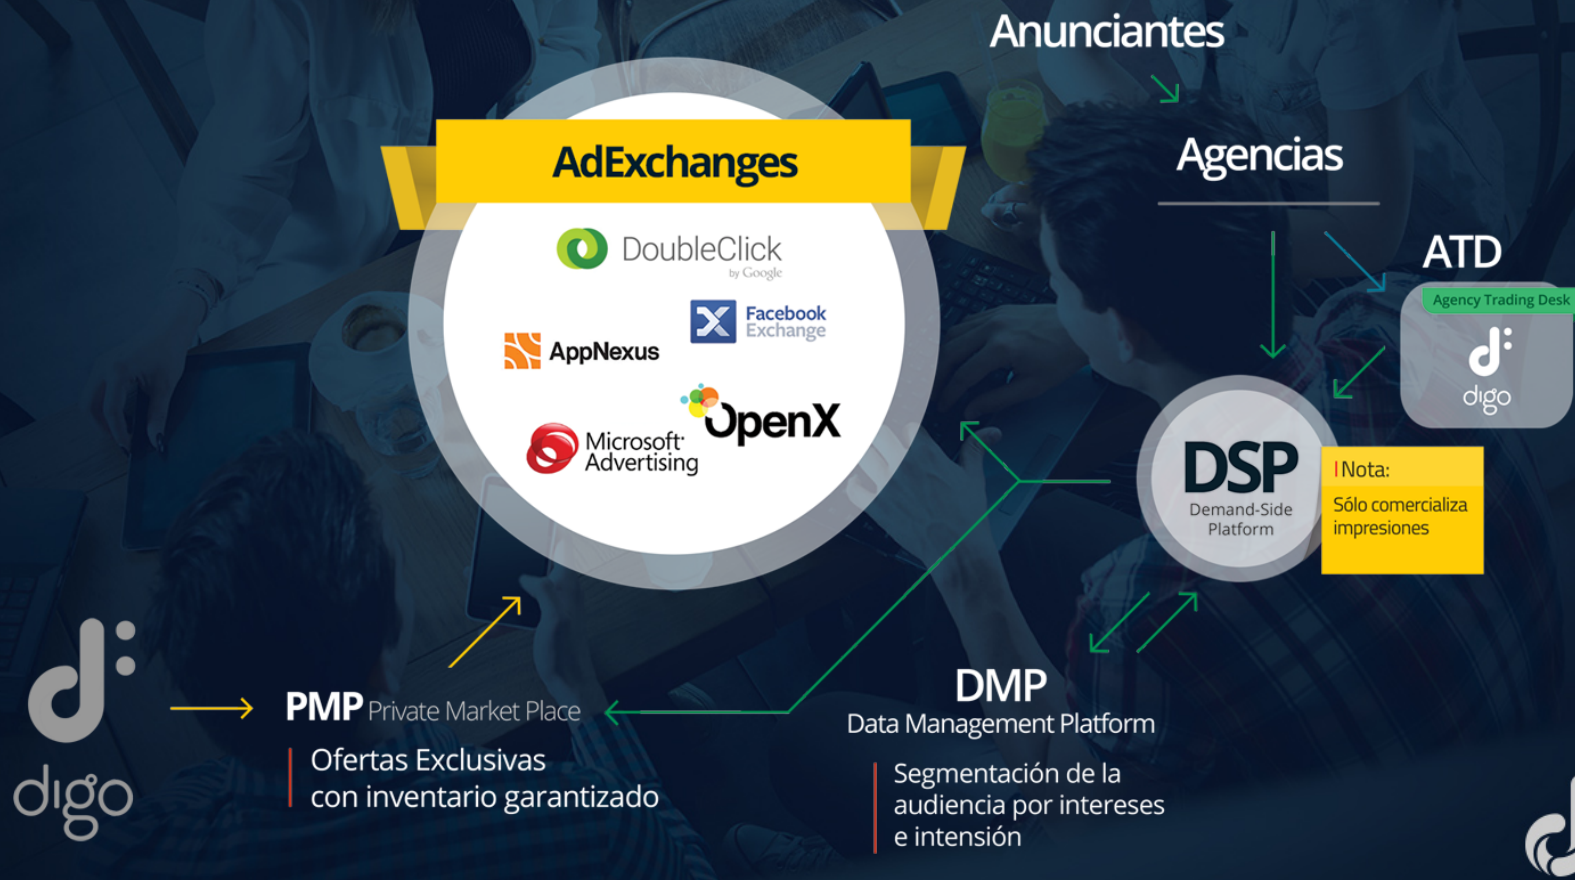 Anunciantes
Agencias
AdExchanges
DoubleClick
by Google
Facebook
Exchange
AppNexus
OpenX
Microsoft
Advertising
ATD
Agency Trading Desk
digo
DSP
Demand-Side
Platform
Nota:
Sólo comercializa
impresiones
digo
PMP Private Market Place
Ofertas Exclusivas
con inventario garantizado
DMP
Data Management Platform
Segmentación de la
audiencia por intereses
e intensión